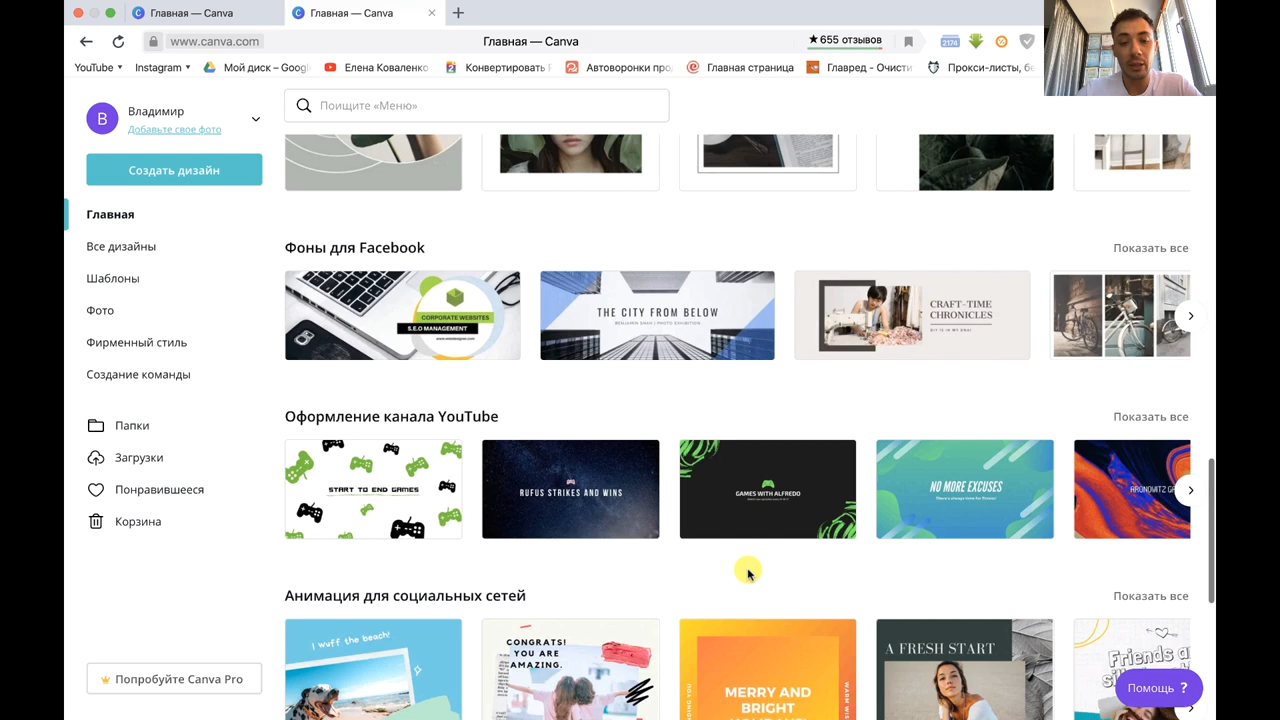 Главная — Canva
Главная — Canva
www.canva.com
Главная — Canva
★655 отзывов
2174
YouTube
Instagram
Мой диск – Goog
Елена Коваленко
Конвертировать
Автоворонки про
Главная страница
Главред - Очисти
Прокси-листы, бе
В
Владимир
Добавьте свое фото
Поищите «Меню»
Создать дизайн
Главная
Все дизайны
Шаблоны
Фото
Фирменный стиль
Создание команды
Папки
Загрузки
Понравившееся
Корзина
Попробуйте Canva Pro
Фоны для Facebook
Показать все
CORPORATE WEBSITES
S.E.O MANAGEMENT
THE CITY FROM BELOW
CRAFT-TIME
CHRONICLES
Оформление канала YouTube
Показать все
START TO END GAMES
RUFUS STRIKES AND WINS
GAMES WITH ALFREDO
NO MORE EXCUSES
Анимация для социальных сетей
Показать все
I wuff the beach!
CONGRATS!
YOU ARE
AMAZING.
MERRY AND
BRIGHT
A FRESH START
Friends a
Помощь ?